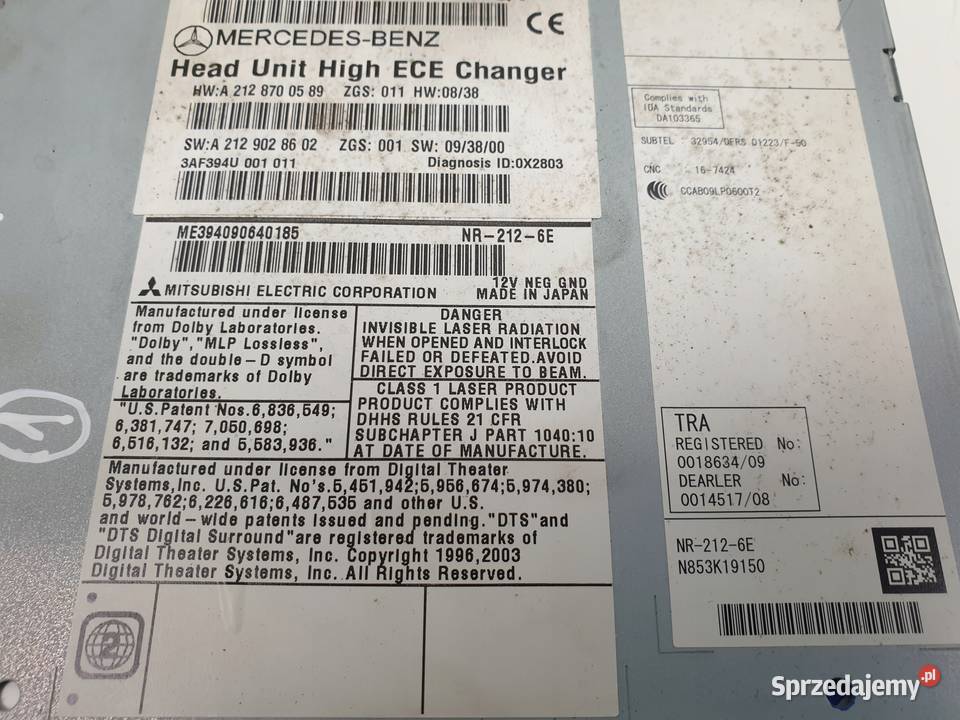 CE
MERCEDES-BENZ
Head Unit High ECE Changer
HW:A 212 870 05 89 ZGS: 011 HW:08/38
SW:A 212 902 86 02 ZGS: 001 SW: 09/38/00
3AF394U 001 011 Diagnosis ID:0X2803
ME394090640185 NR-212-6E
12V NEG GND
MITSUBISHI ELECTRIC CORPORATION MADE IN JAPAN
Manufactured under license
from Dolby Laboratories.
"Dolby","MLP Lossless",
and the double-D symbol
are trademarks of Dolby
Laboratories.
"U.S.Patent Nos.6,836,549;
6,381,747; 7,050,698;
6,516,132; and 5,583,936."
DANGER
INVISIBLE LASER RADIATION
WHEN OPENED AND INTERLOCK
FAILED OR DEFEATED.AVOID
DIRECT EXPOSURE TO BEAM.
CLASS 1 LASER PRODUCT
PRODUCT COMPLIES WITH
DHHS RULES 21 CFR
SUBCHAPTER J PART 1040:10
AT DATE OF MANUFACTURE.
Manufactured under license from Digital Theater
Systems,Inc. U.S.Pat. No's.5,451,942;5,956,674;5,974,380;
5,978,762;6,226,616;6,487,535 and other U.S.
and world-wide patents issued and pending."DTS"and
"DTS Digital Surround"are registered trademarks of
Digital Theater Systems, Inc. Copyright 1996,2003
Digital Theater Systems, Inc. All Rights Reserved.
2
Complies with
IDA Standards
DA103365
SUBTEL : 32954/DFRS 01223/F-50
CNC : 16-7424
CCAB09LP0600T2
TRA
REGISTERED No:
0018634/09
DEARLER No:
0014517/08
NR-212-6E
N853K19150
Sprzedajemy.pl